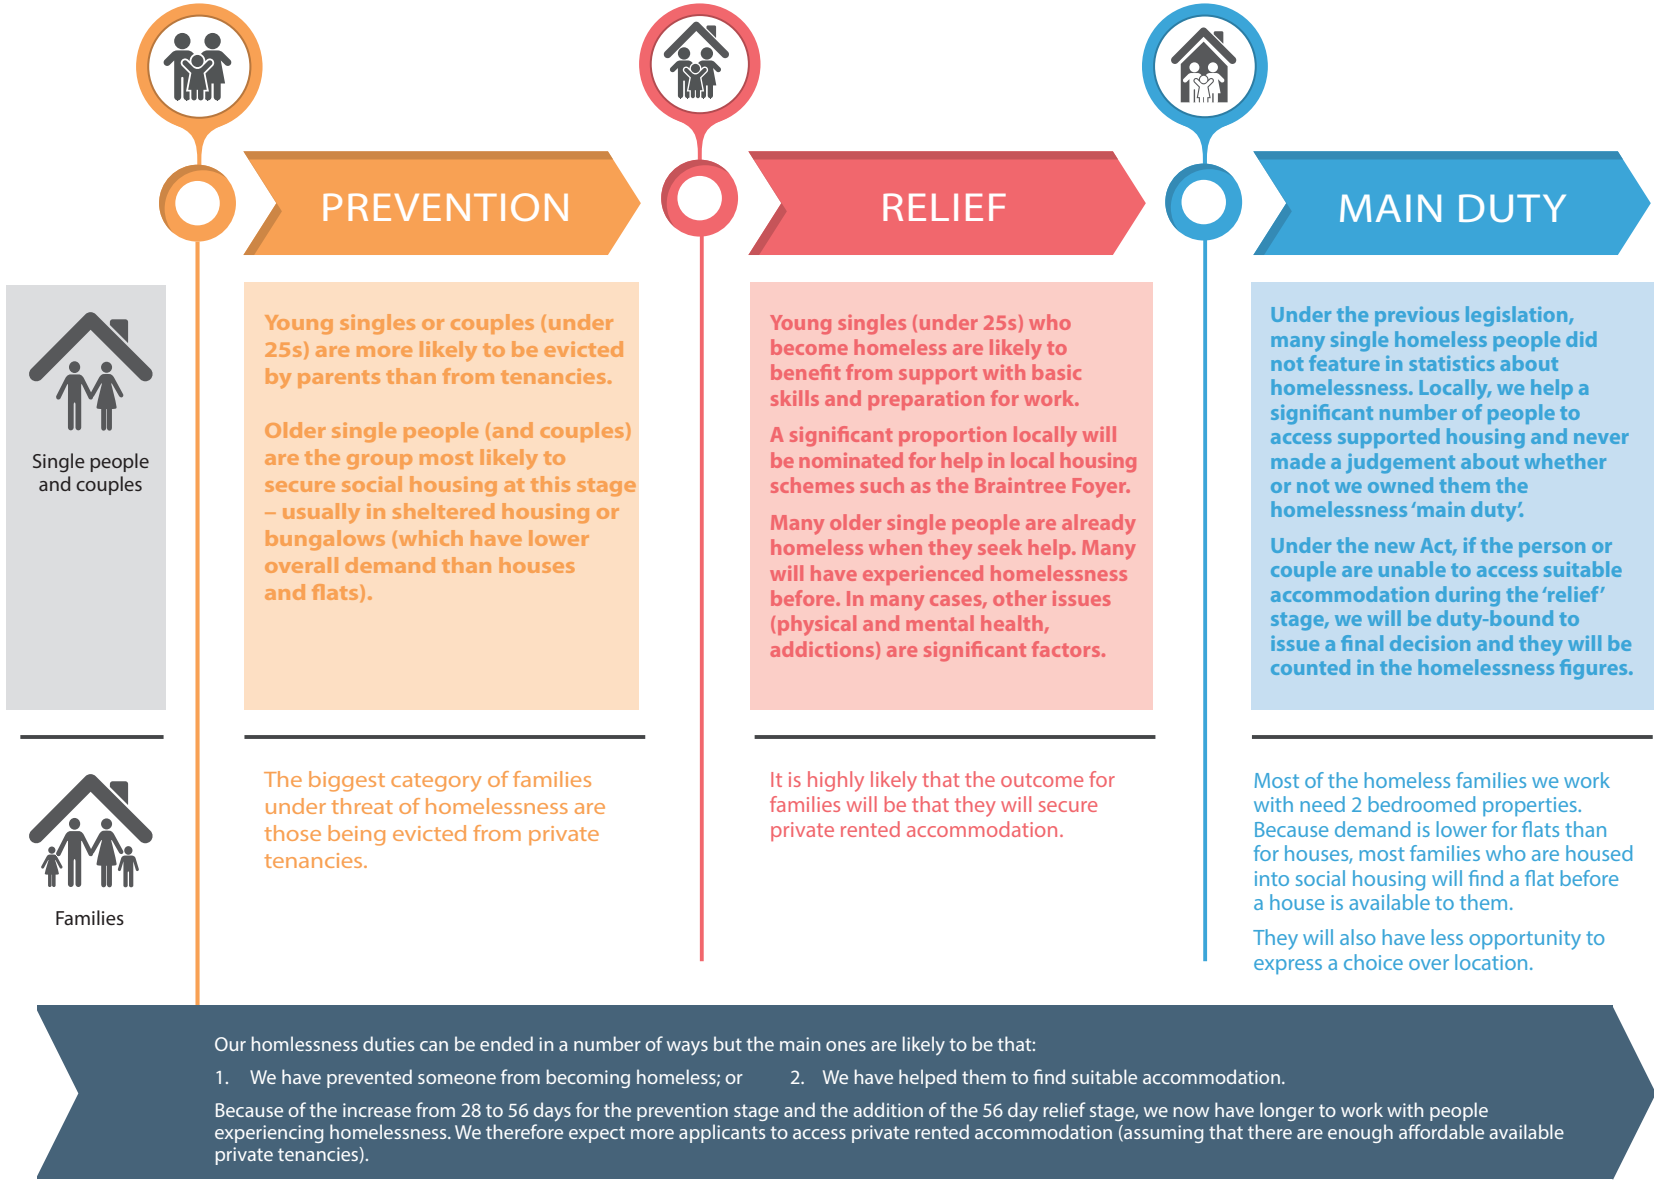 PREVENTION
RELIEF
MAIN DUTY
Single people
and couples
Young singles or couples (under
25s) are more likely to be evicted
by parents than from tenancies.
Older single people (and couples)
are the group most likely to
secure social housing at this stage
– usually in sheltered housing or
bungalows (which have lower
overall demand than houses
and flats).
Young singles (under 25s) who
become homeless are likely to
benefit from support with basic
skills and preparation for work.
A significant proportion locally will
be nominated for help in local housing
schemes such as the Braintree Foyer.
Many older single people are already
homeless when they seek help. Many
will have experienced homelessness
before. In many cases, other issues
(physical and mental health,
addictions) are significant factors.
Under the previous legislation,
many single homeless people did
not feature in statistics about
homelessness. Locally, we help a
significant number of people to
access supported housing and never
made a judgement about whether
or not we owned them the
homelessness ‘main duty’.
Under the new Act, if the person or
couple are unable to access suitable
accommodation during the ‘relief’
stage, we will be duty-bound to
issue a final decision and they will be
counted in the homelessness figures.
Families
The biggest category of families
under threat of homelessness are
those being evicted from private
tenancies.
It is highly likely that the outcome for
families will be that they will secure
private rented accommodation.
Most of the homeless families we work
with need 2 bedroomed properties.
Because demand is lower for flats than
for houses, most families who are housed
into social housing will find a flat before
a house is available to them.
They will also have less opportunity to
express a choice over location.
Our homlessness duties can be ended in a number of ways but the main ones are likely to be that:
1. We have prevented someone from becoming homeless; or 2. We have helped them to find suitable accommodation.
Because of the increase from 28 to 56 days for the prevention stage and the addition of the 56 day relief stage, we now have longer to work with people
experiencing homelessness. We therefore expect more applicants to access private rented accommodation (assuming that there are enough affordable available
private tenancies).